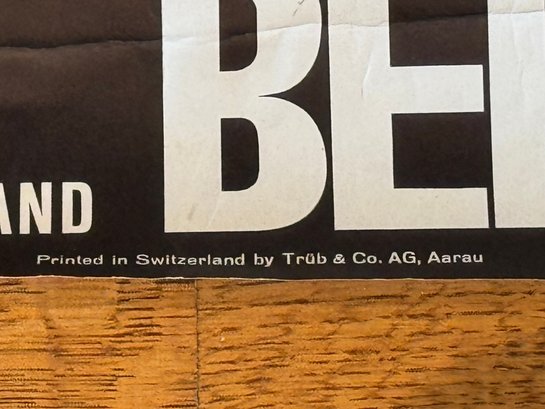 BE
AND
Printed in Switzerland by Trüb & Co. AG, Aarau